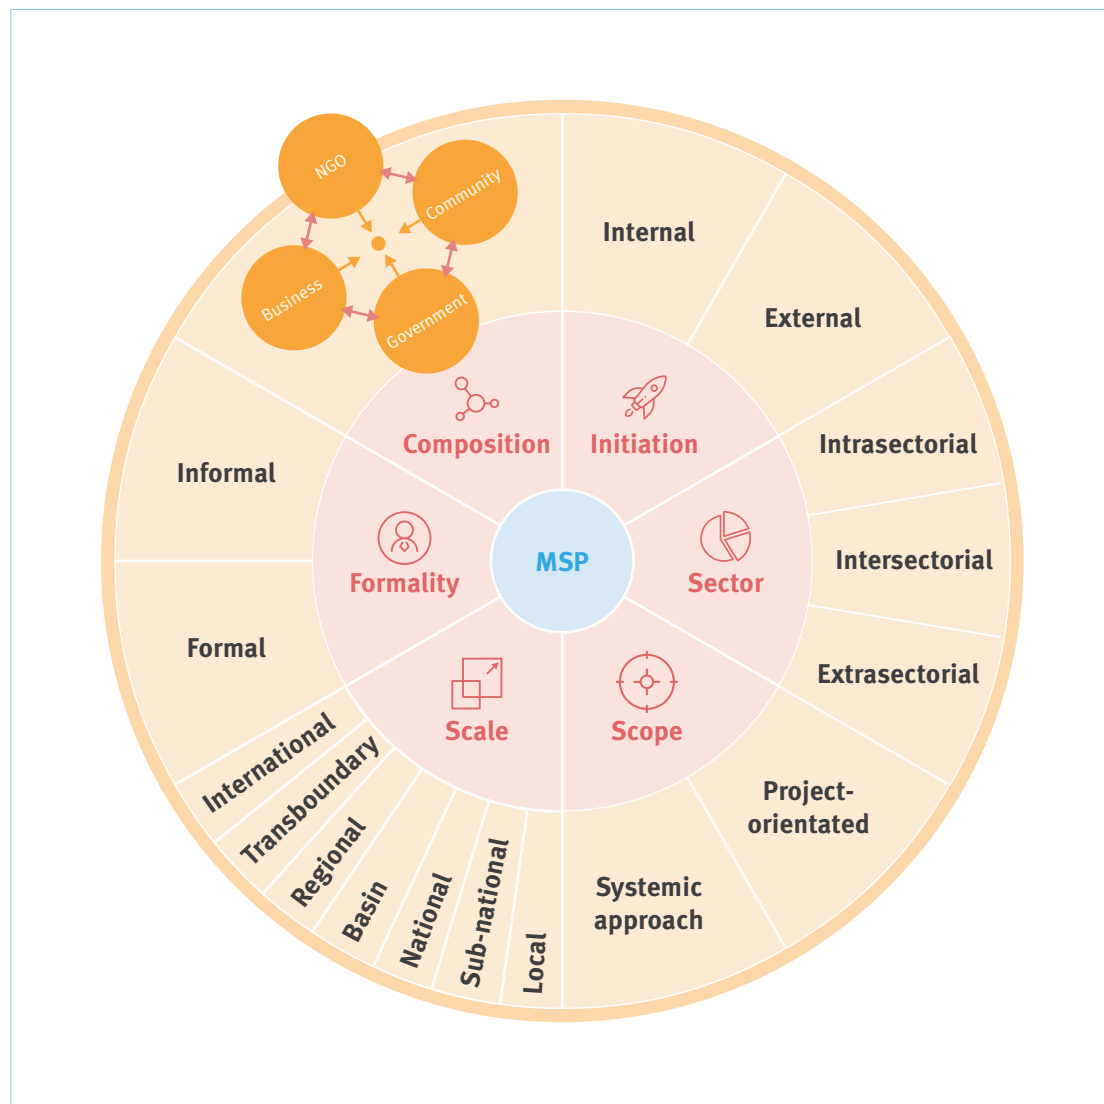 NGO
Community
Business
Government
Internal
External
Intrasectorial
Intersectorial
Extrasectorial
Project-
orientated
Systemic
approach
Local
Sub-national
National
Basin
Regional
Transboundary
International
Formal
Informal
Composition
Initiation
Sector
Scope
Scale
Formality
MSP